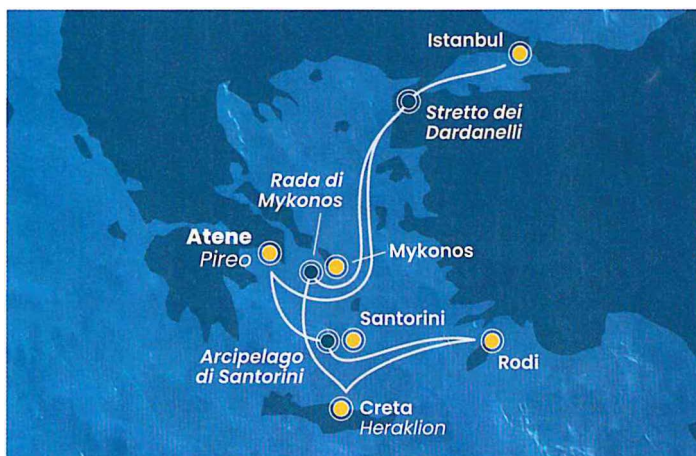 Istanbul
Stretto dei
Dardanelli
Rada di
Mykonos
Atene
Pireo
Mykonos
Santorini
Arcipelago
di Santorini
Rodi
Creta
Heraklion